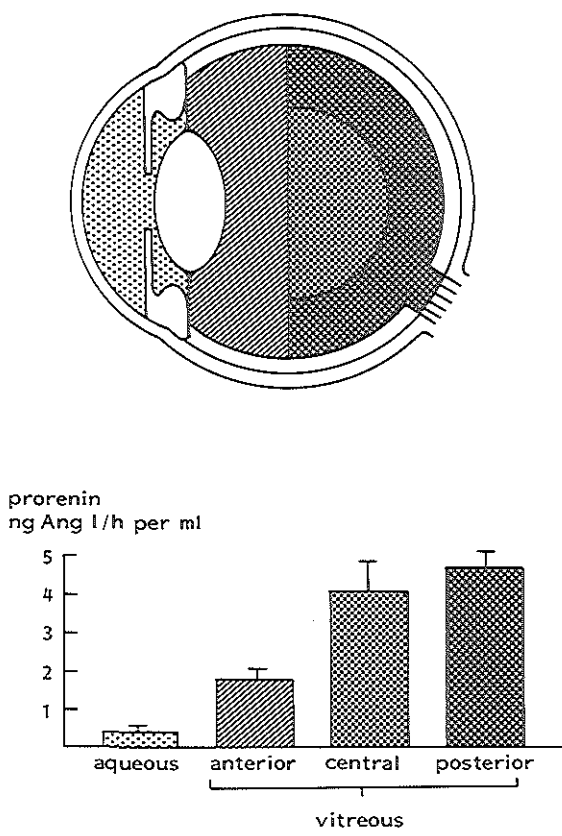 prorenin
ng Ang I/h per ml
5
4
3
2
1
aqueous anterior central posterior
vitreous